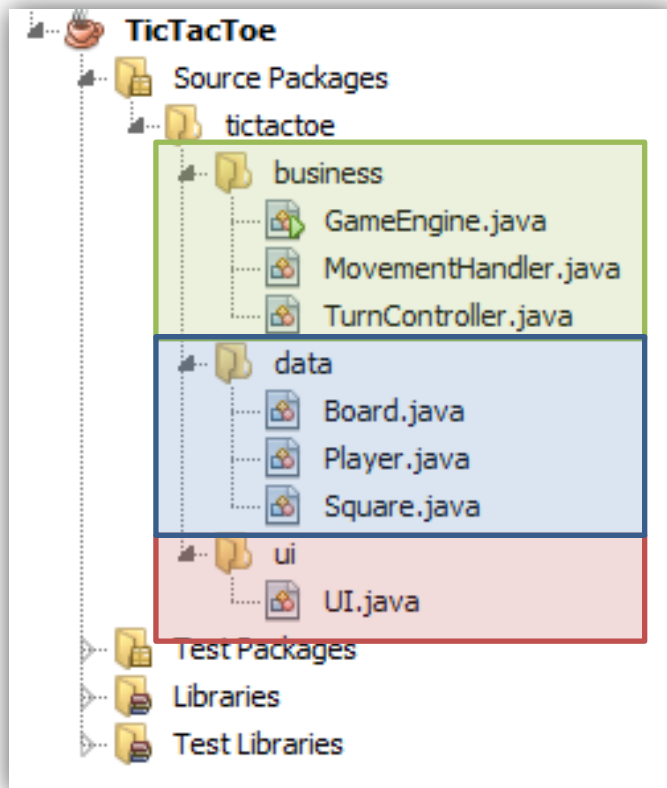 TicTacToe
Source Packages
tictactoe
business
GameEngine.java
MovementHandler.java
TurnController.java
data
Board.java
Player.java
Square.java
ui
UI.java
Test Packages
Libraries
Test Libraries